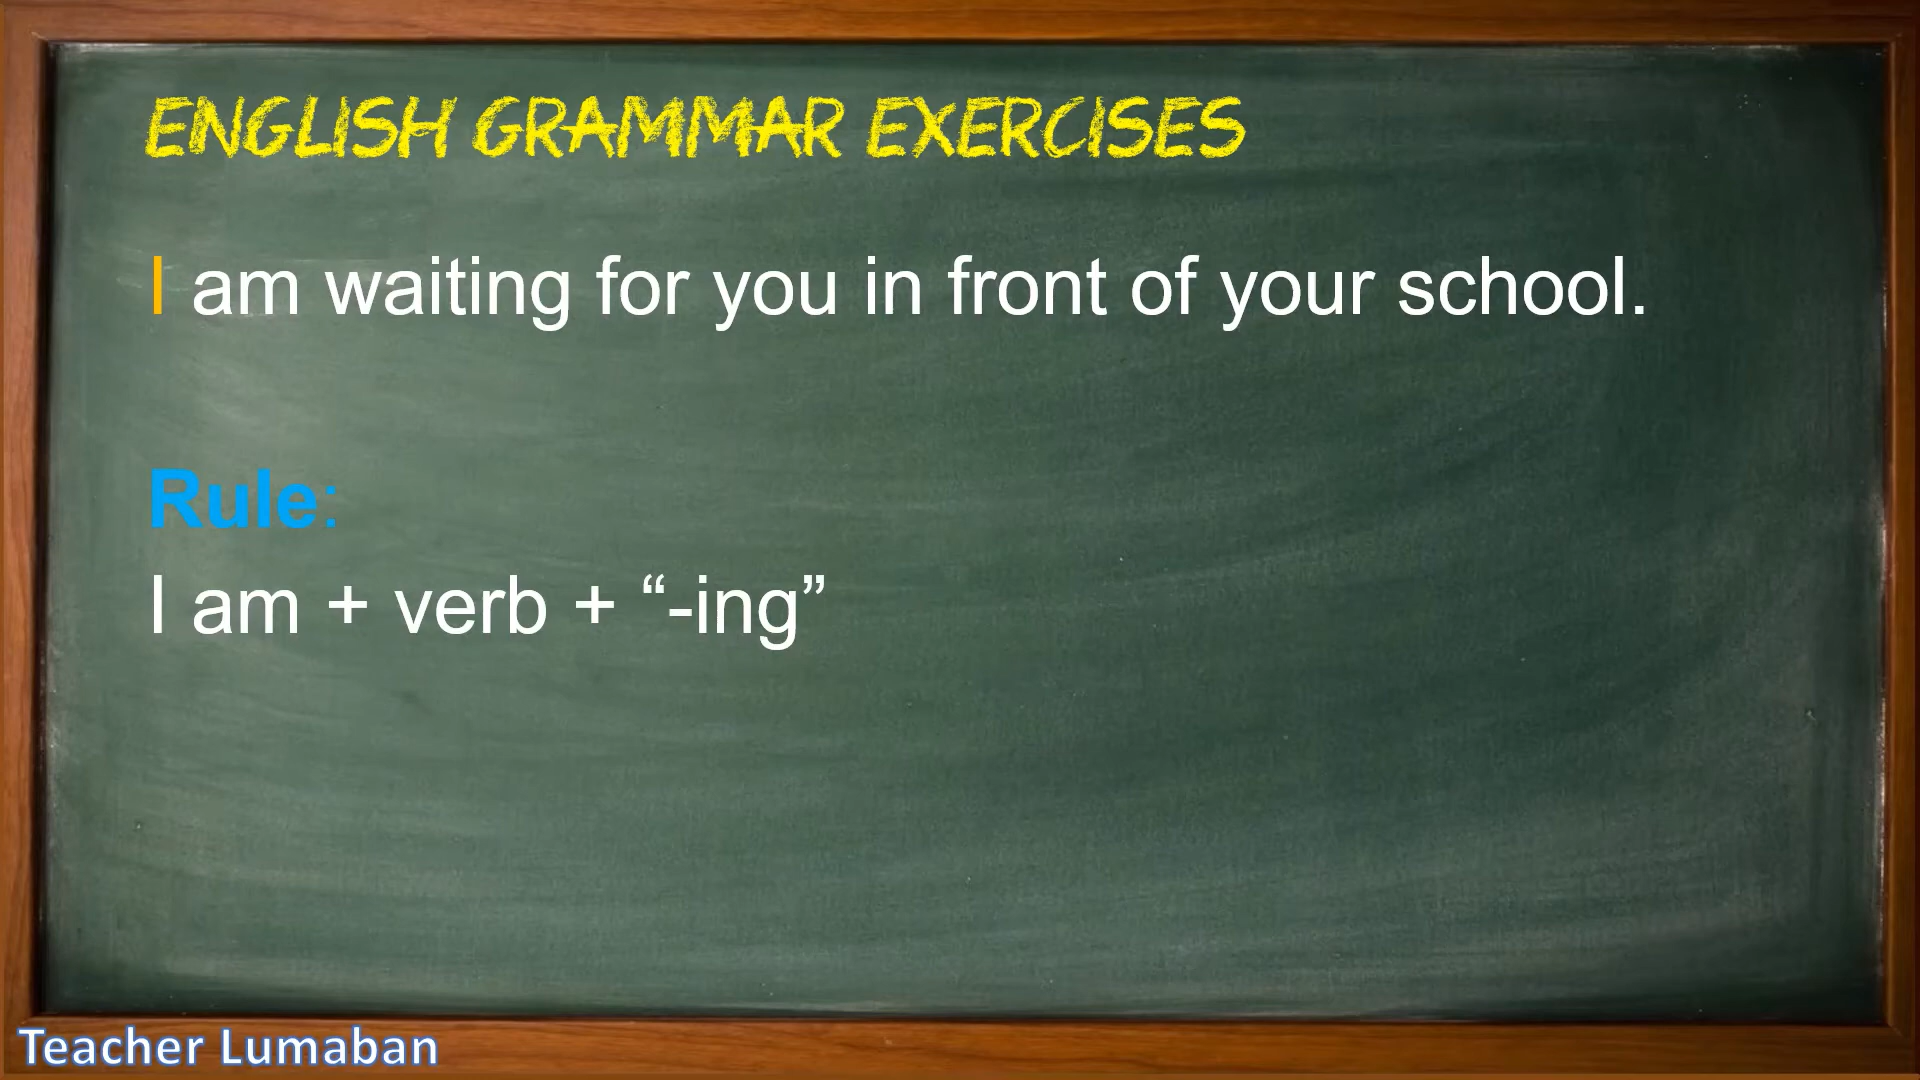 ENGLISH GRAMMAR EXERCISES
I am waiting for you in front of your school.
Rule:
I am + verb + “-ing”
Teacher Lumaban